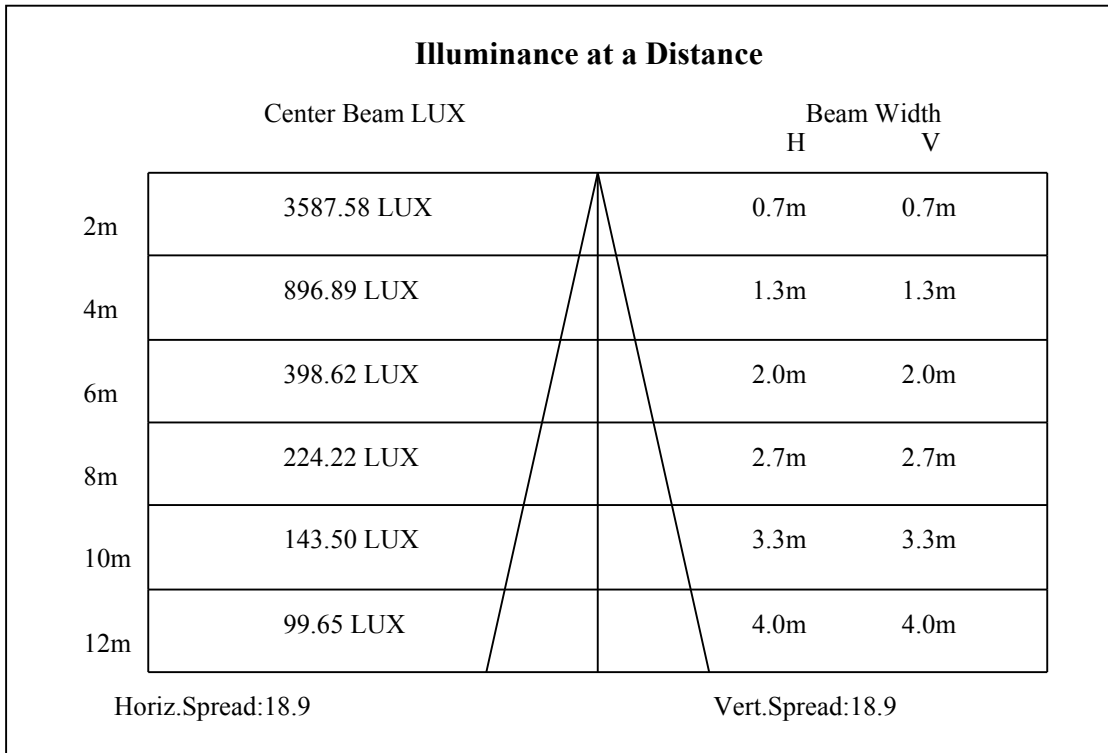 Illuminance at a Distance
Center Beam LUX Beam Width
H V
2m 3587.58 LUX 0.7m 0.7m
4m 896.89 LUX 1.3m 1.3m
6m 398.62 LUX 2.0m 2.0m
8m 224.22 LUX 2.7m 2.7m
10m 143.50 LUX 3.3m 3.3m
12m 99.65 LUX 4.0m 4.0m
Horiz.Spread:18.9 Vert.Spread:18.9